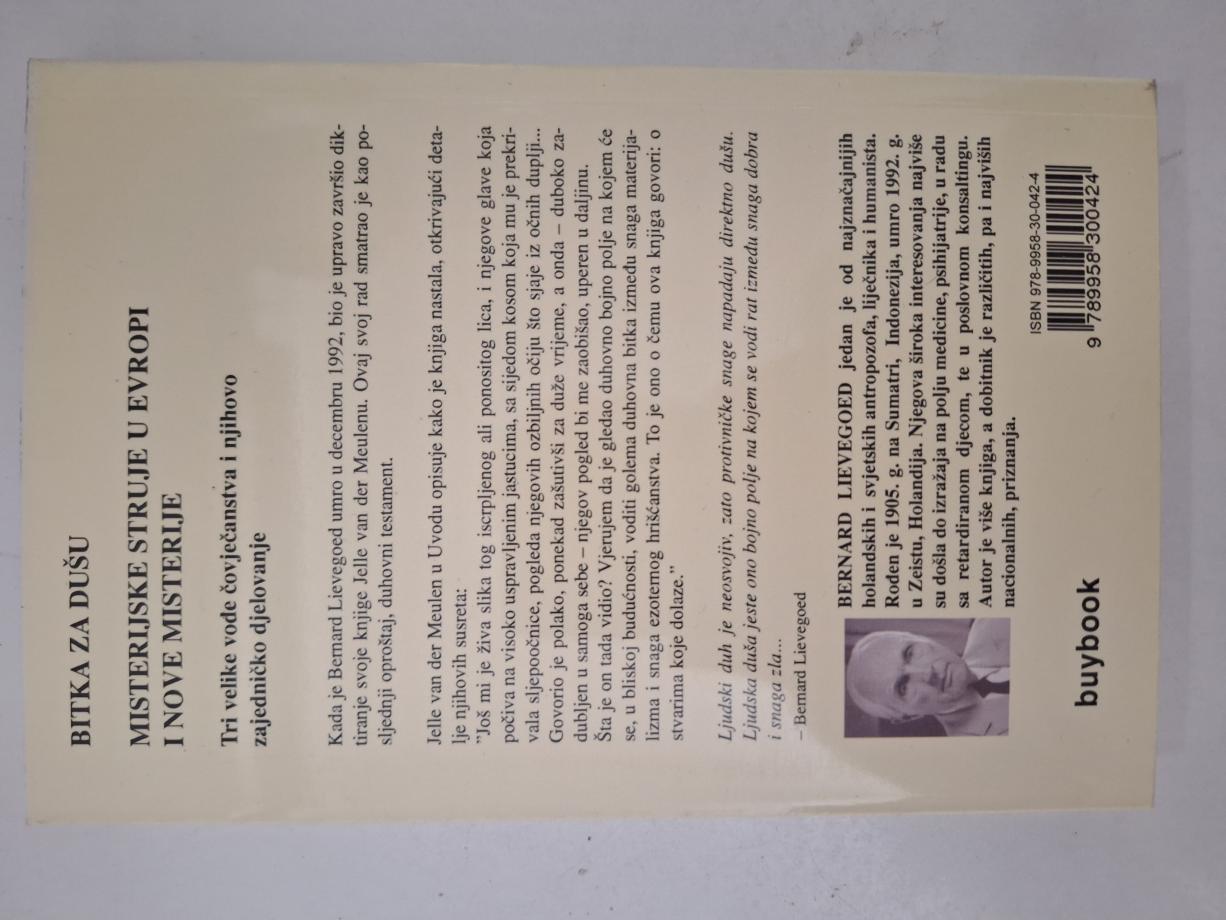 BITKA ZA DUŠU
MISTERIJSKE STRUJE U EVROPI
I NOVE MISTERIJE
Tri velike vođe čovječanstva i njihovo
zajedničko djelovanje
Kada je Bernard Lievegoed umro u decembru 1992, bio je upravo završio dik-
tiranje svoje knjige Jelle van der Meulenu. Ovaj svoj rad smatrao je kao po-
sljednji oproštaj, duhovni testament.
Jelle van der Meulen u Uvodu opisuje kako je knjiga nastala, otkrivajući deta-
lje njihovih susreta:
"Još mi je živa slika tog iscrpljenog ali ponositog lica, i njegove glave koja
počiva na visoko uspravljenim jastucima, sa sijedom kosom koja mu je prekri-
vala sljepoočnice, pogleda njegovih ozbiljnih očiju što sjaje iz očnih duplji...
Govorio je polako, ponekad zašutivši za duže vrijeme, a onda – duboko za-
dubljen u samoga sebe – njegov pogled bi me zaobišao, uperen u daljinu.
Šta je on tada vidio? Vjerujem da je gledao duhovno bojno polje na kojem će
se, u bliskoj budućnosti, voditi golema duhovna bitka između snaga materija-
lizma i snaga ezoternog hrišćanstva. To je ono o čemu ova knjiga govori: o
stvarima koje dolaze."
Ljudski duh je neosvojiv, zato protivničke snage napadaju direktno dušu.
Ljudska duša jeste ono bojno polje na kojem se vodi rat između snaga dobra
i snaga zla...
– Bernard Lievegoed
BERNARD LIEVEGOED jedan je od najznačajnijih
holandskih i svjetskih antropozofa, liječnika i humanista.
Rođen je 1905. g. na Sumatri, Indonezija, umro 1992. g.
u Zeistu, Holandija. Njegova široka interesovanja najviše
su došla do izražaja na polju medicine, psihijatrije, u radu
sa retardiranom djecom, te u poslovnom konsaltingu.
Autor je više knjiga, a dobitnik je različitih, pa i najviših
nacionalnih, priznanja.
buybook
ISBN 978-9958-30-042-4
9 789958 300424